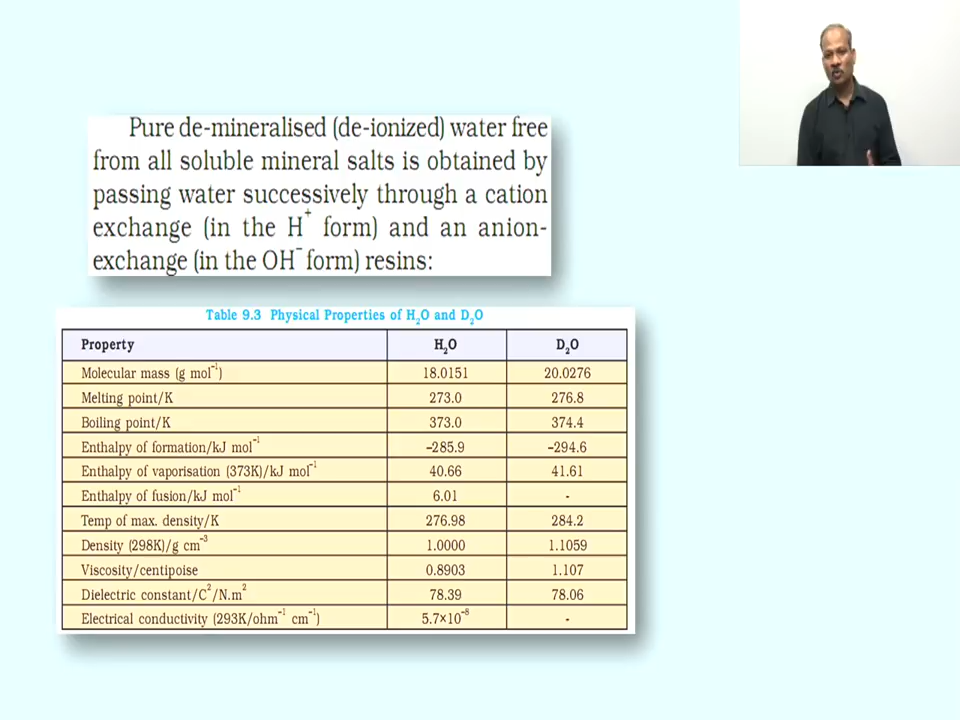 Pure de-mineralised (de-ionized) water free
from all soluble mineral salts is obtained by
passing water successively through a cation
exchange (in the H⁺ form) and an anion-
exchange (in the OH⁻ form) resins:
Table 9.3 Physical Properties of H₂O and D₂O
Property H₂O D₂O
Molecular mass (g mol⁻¹) 18.0151 20.0276
Melting point/K 273.0 276.8
Boiling point/K 373.0 374.4
Enthalpy of formation/kJ mol⁻¹ –285.9 –294.6
Enthalpy of vaporisation (373K)/kJ mol⁻¹ 40.66 41.61
Enthalpy of fusion/kJ mol⁻¹ 6.01 -
Temp of max. density/K 276.98 284.2
Density (298K)/g cm⁻³ 1.0000 1.1059
Viscosity/centipoise 0.8903 1.107
Dielectric constant/C²/N.m² 78.39 78.06
Electrical conductivity (293K/ohm⁻¹ cm⁻¹) 5.7×10⁻⁸ -